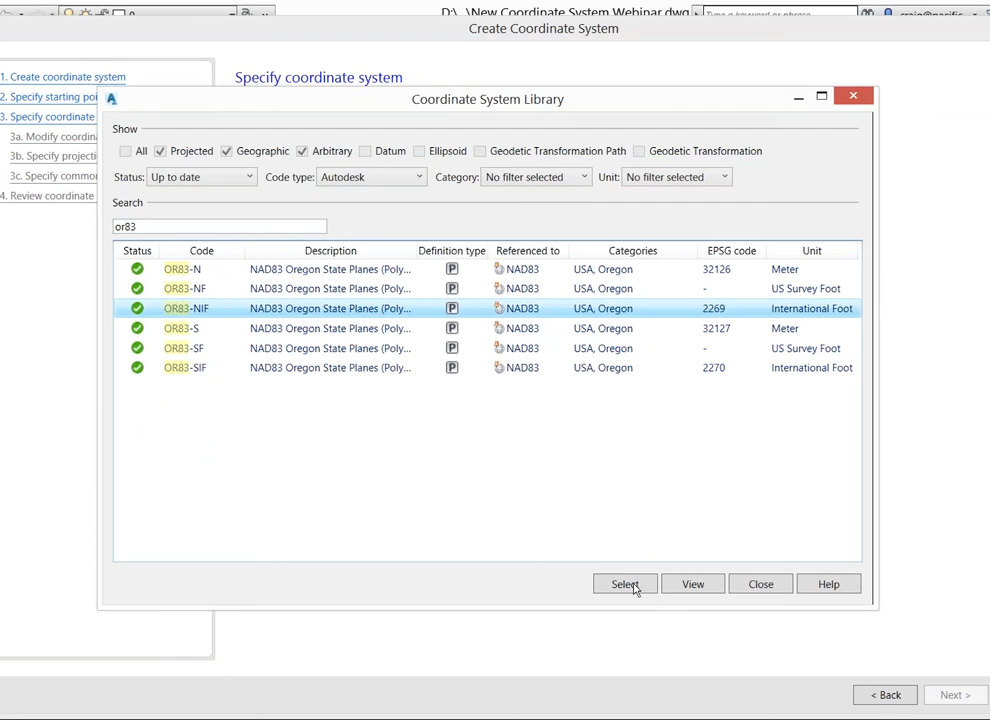 D:\...\New Coordinate System Webinar.dwg
Type a keyword or phrase
Create Coordinate System
1. Create coordinate system
2. Specify starting poi
3. Specify coordinate
3a. Modify coordin
3b. Specify projecti
3c. Specify commo
4. Review coordinate
Specify coordinate system
Coordinate System Library
Show
All Projected Geographic Arbitrary Datum Ellipsoid Geodetic Transformation Path Geodetic Transformation
Status: Up to date Code type: Autodesk Category: No filter selected Unit: No filter selected
Search
or83
Status Code Description Definition type Referenced to Categories EPSG code Unit
OR83-N NAD83 Oregon State Planes (Poly... P NAD83 USA, Oregon 32126 Meter
OR83-NF NAD83 Oregon State Planes (Poly... P NAD83 USA, Oregon - US Survey Foot
OR83-NIF NAD83 Oregon State Planes (Poly... P NAD83 USA, Oregon 2269 International Foot
OR83-S NAD83 Oregon State Planes (Poly... P NAD83 USA, Oregon 32127 Meter
OR83-SF NAD83 Oregon State Planes (Poly... P NAD83 USA, Oregon - US Survey Foot
OR83-SIF NAD83 Oregon State Planes (Poly... P NAD83 USA, Oregon 2270 International Foot
Select View Close Help
< Back Next >